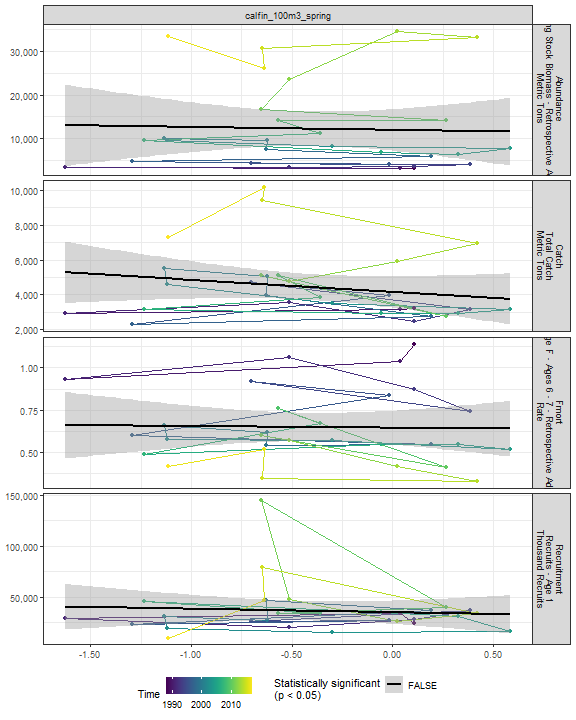 calfin_100m3_spring
30,000
20,000
10,000
Abundance
Stock Biomass - Retrospective
Metric Tons
10,000
8,000
6,000
4,000
2,000
Catch
Total Catch
Metric Tons
1.00
0.75
0.50
Fmort
F - Ages 6 - 7 - Retrospective
Rate
150,000
100,000
50,000
Recruitment
Recruits - Age 1
Thousand Recruits
-1.50 -1.00 -0.50 0.00 0.50
Time
1990 2000 2010
Statistically significant
(p < 0.05)
FALSE